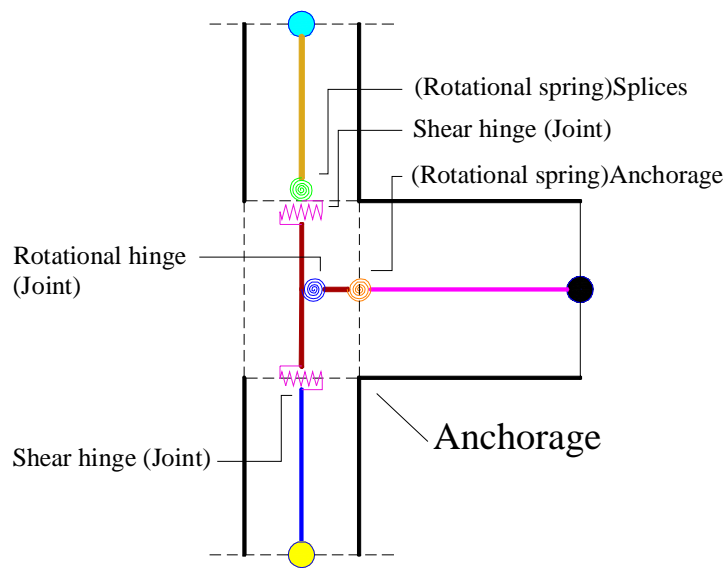 (Rotational spring)Splices
Shear hinge (Joint)
(Rotational spring)Anchorage
Rotational hinge
(Joint)
Anchorage
Shear hinge (Joint)